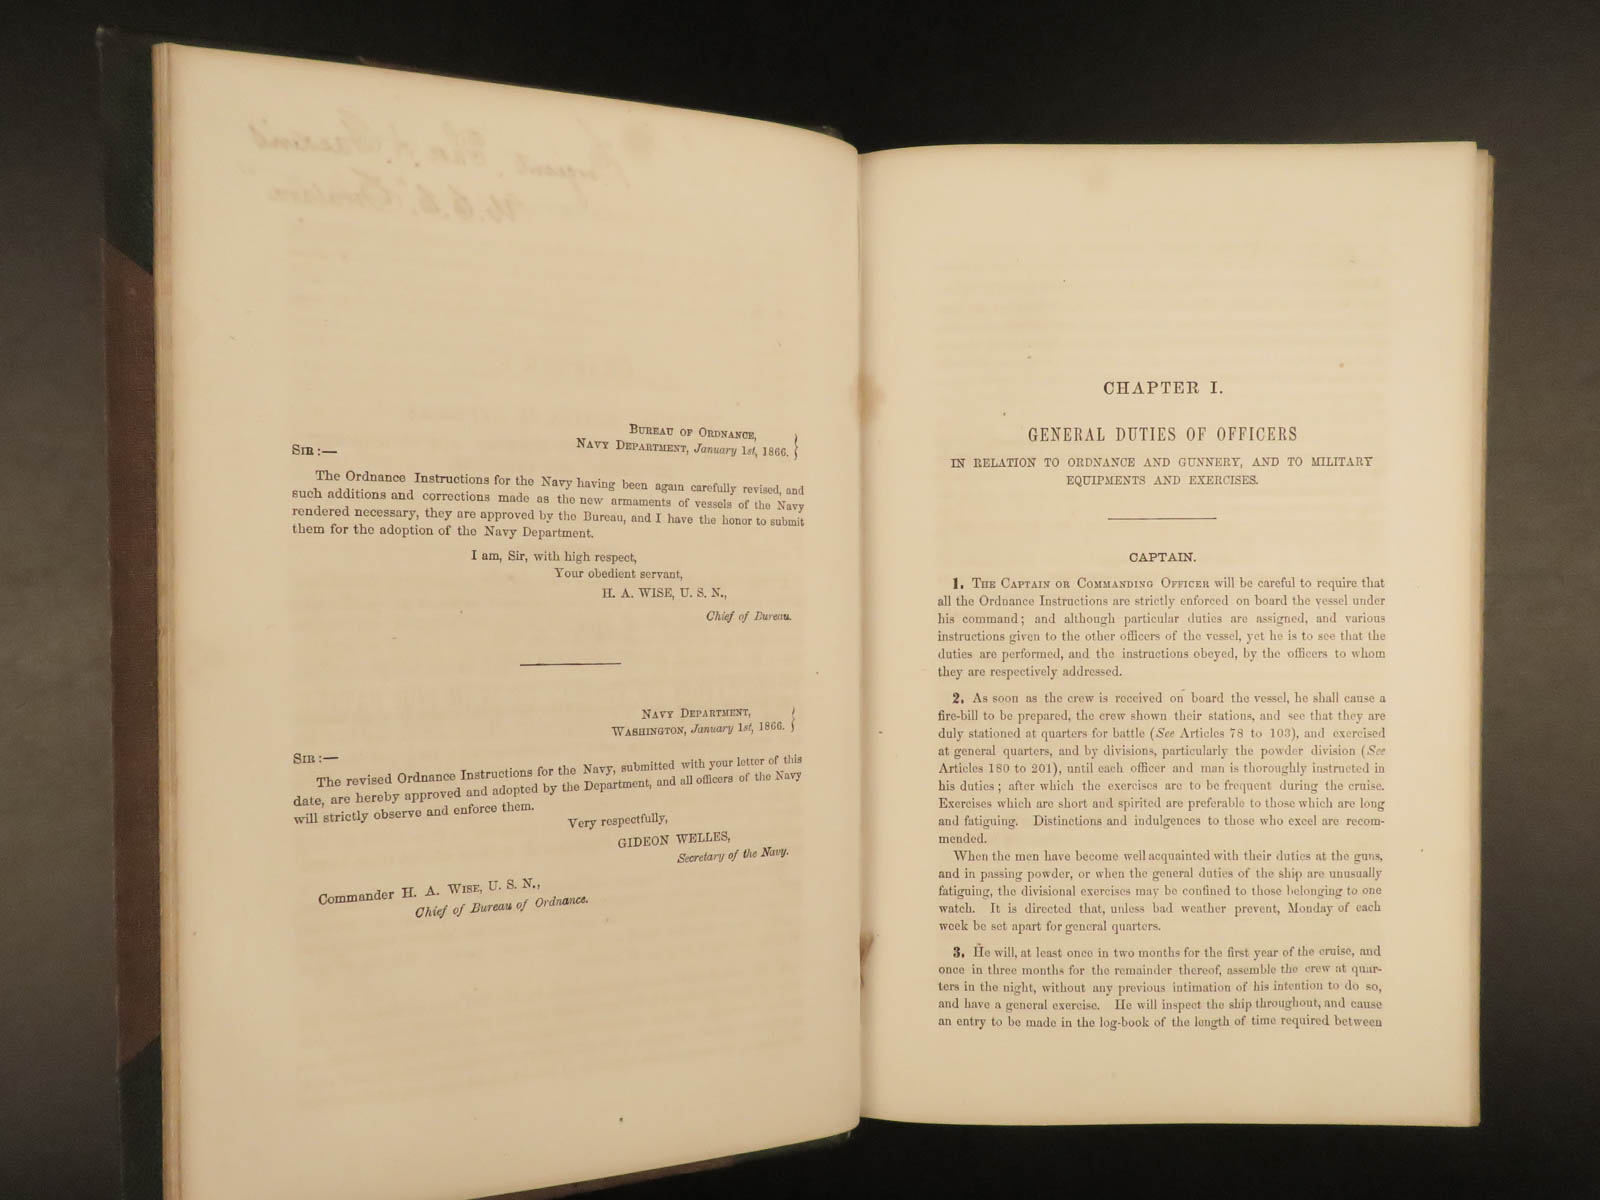 BUREAU OF ORDNANCE,
NAVY DEPARTMENT, January 1st, 1866.
SIR:—
The Ordnance Instructions for the Navy having been again carefully revised, and
such additions and corrections made as the new armaments of vessels of the Navy
rendered necessary, they are approved by the Bureau, and I have the honor to submit
them for the adoption of the Navy Department.
I am, Sir, with high respect,
Your obedient servant,
H. A. WISE, U. S. N.,
Chief of Bureau.
NAVY DEPARTMENT,
WASHINGTON, January 1st, 1866.
SIR:—
The revised Ordnance Instructions for the Navy, submitted with your letter of this
date, are hereby approved and adopted by the Department, and all officers of the Navy
will strictly observe and enforce them.
Very respectfully,
GIDEON WELLES,
Secretary of the Navy.
Commander H. A. WISE, U. S. N.,
Chief of Bureau of Ordnance.
CHAPTER I.
GENERAL DUTIES OF OFFICERS
IN RELATION TO ORDNANCE AND GUNNERY, AND TO MILITARY
EQUIPMENTS AND EXERCISES.
CAPTAIN.
1. THE CAPTAIN OR COMMANDING OFFICER will be careful to require that
all the Ordnance Instructions are strictly enforced on board the vessel under
his command; and although particular duties are assigned, and various
instructions given to the other officers of the vessel, yet he is to see that the
duties are performed, and the instructions obeyed, by the officers to whom
they are respectively addressed.
2. As soon as the crew is received on board the vessel, he shall cause a
fire-bill to be prepared, the crew shown their stations, and see that they are
duly stationed at quarters for battle (See Articles 78 to 103), and exercised
at general quarters, and by divisions, particularly the powder division (See
Articles 180 to 201), until each officer and man is thoroughly instructed in
his duties; after which the exercises are to be frequent during the cruise.
Exercises which are short and spirited are preferable to those which are long
and fatiguing. Distinctions and indulgences to those who excel are recom-
mended.
When the men have become well acquainted with their duties at the guns,
and in passing powder, or when the general duties of the ship are unusually
fatiguing, the divisional exercises may be confined to those belonging to one
watch. It is directed that, unless bad weather prevent, Monday of each
week be set apart for general quarters.
3. He will, at least once in two months for the first year of the cruise, and
once in three months for the remainder thereof, assemble the crew at quar-
ters in the night, without any previous intimation of his intention to do so,
and have a general exercise. He will inspect the ship throughout, and cause
an entry to be made in the log-book of the length of time required between